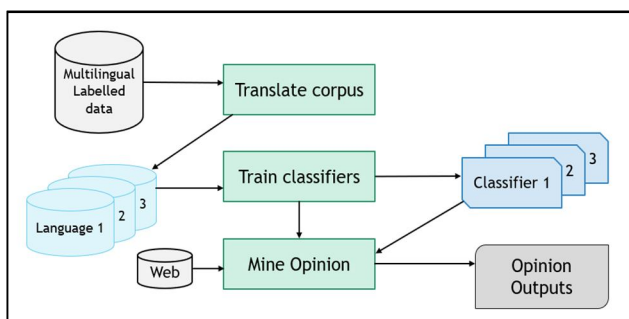 Multilingual
Labelled
data
Translate corpus
Language 1
2
3
Train classifiers
Classifier 1
2
3
Web
Mine Opinion
Opinion
Outputs